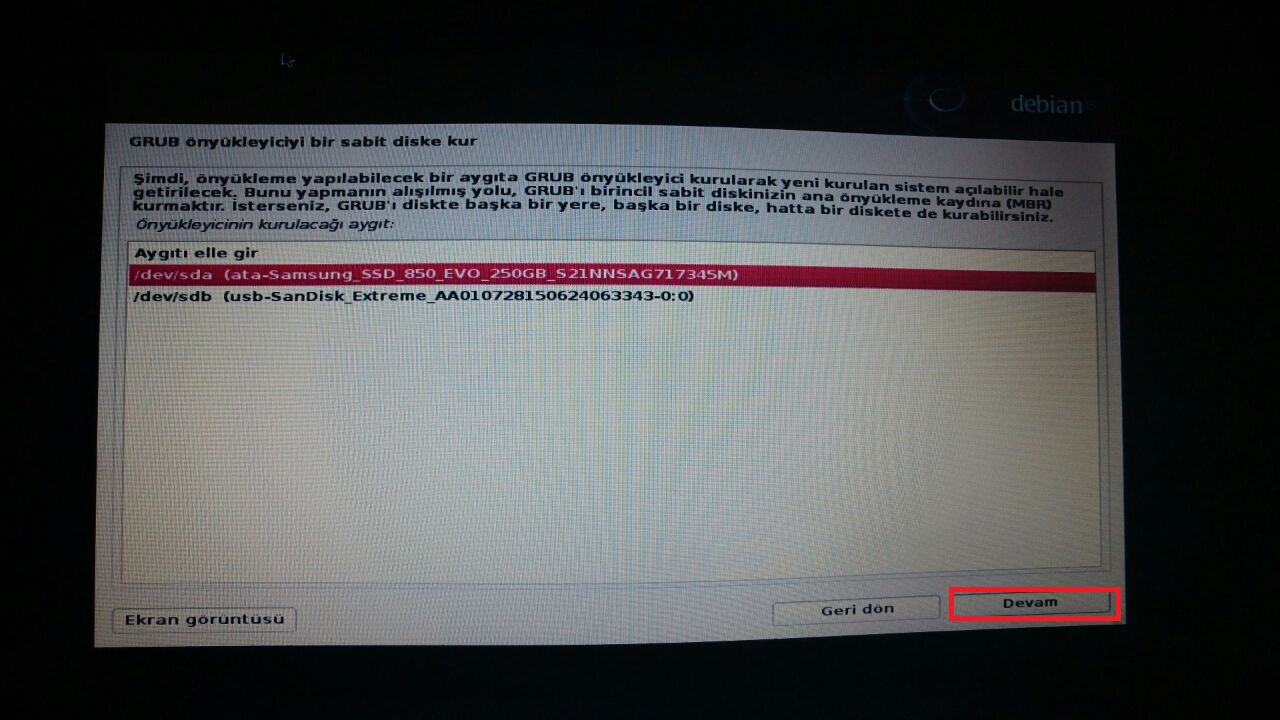 debian 8
GRUB önyükleyiciyi bir sabit diske kur
Şimdi, önyükleme yapılabilecek bir aygıta GRUB önyükleyici kurularak yeni kurulan sistem açılabilir hale
getirilecek. Bunu yapmanın alışılmış yolu, GRUB'ı birincil sabit diskinizin ana önyükleme kaydına (MBR)
kurmaktır. İsterseniz, GRUB'ı diskte başka bir yere, başka bir diske, hatta bir diskete de kurabilirsiniz.
Önyükleyicinin kurulacağı aygıt:
Aygıtı elle gir
/dev/sda (ata-Samsung_SSD_850_EVO_250GB_S21NNSAG717345M)
/dev/sdb (usb-SanDisk_Extreme_AA010728150624063343-0:0)
Ekran görüntüsü
Geri dön
Devam